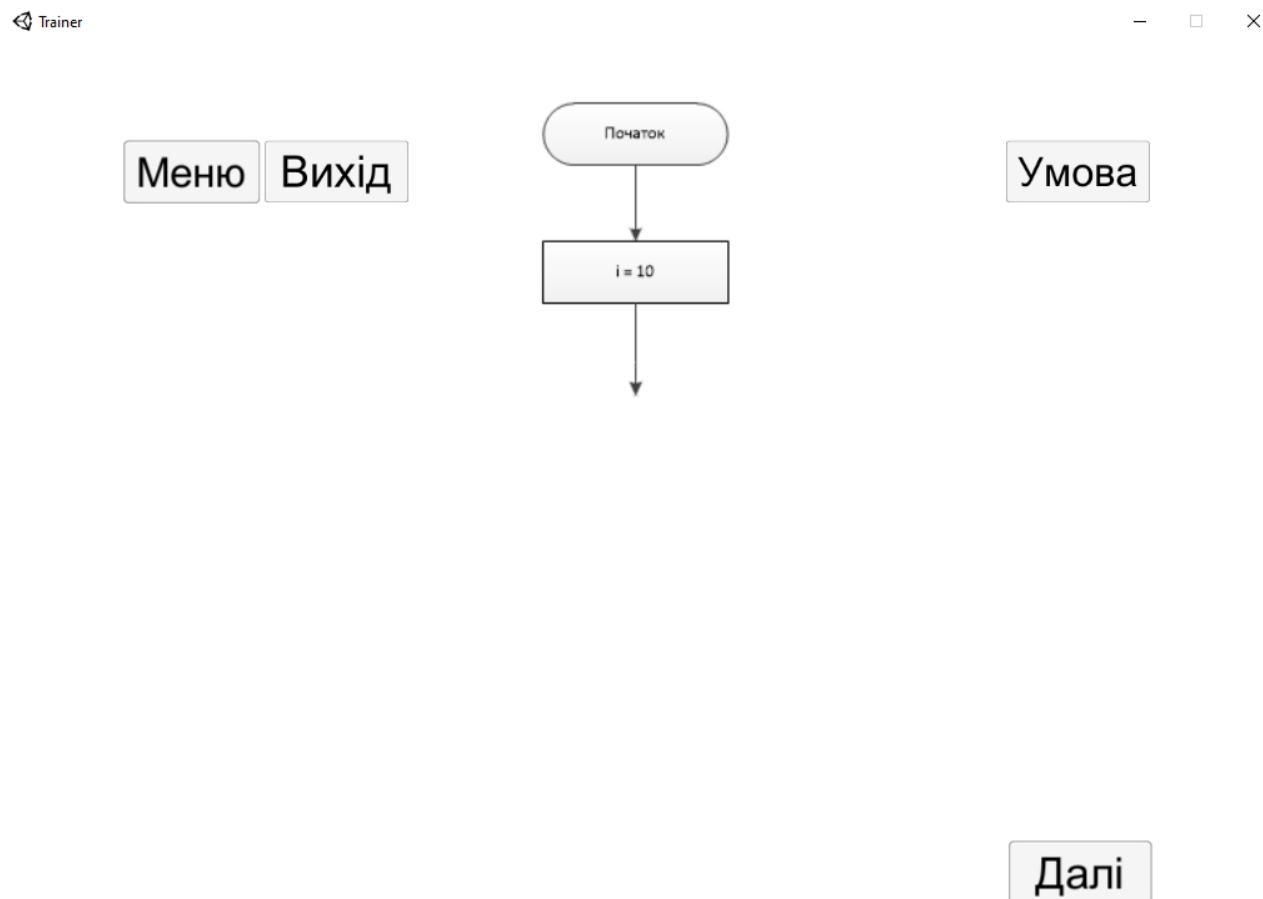 Trainer
Початок
Меню
Вихід
Умова
i = 10
Далі